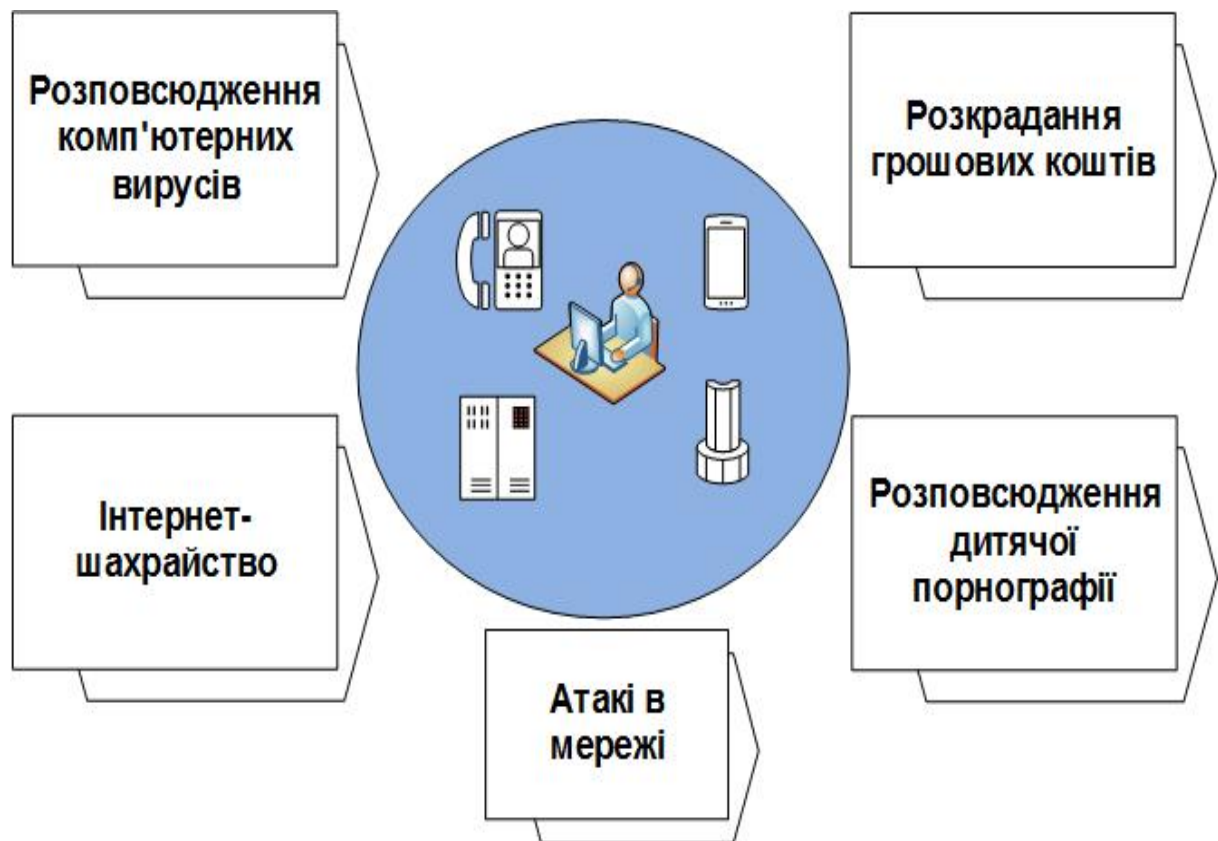 Розповсюдження
комп'ютерних
вирусів
Розкрадання
грошових коштів
Інтернет-
шахрайство
Розповсюдження
дитячої
порнографії
Атакі в
мережі